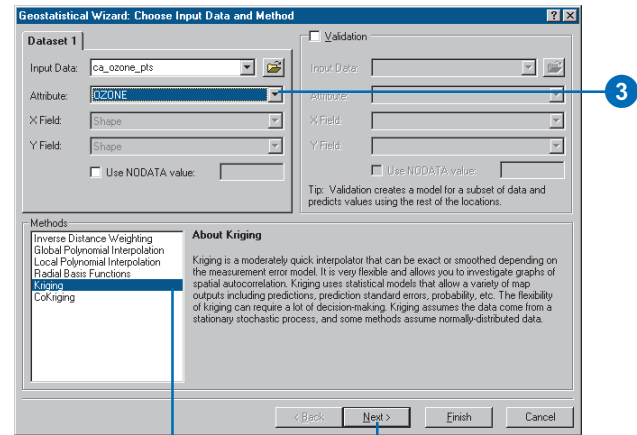 Geostatistical Wizard: Choose Input Data and Method
Dataset 1
Input Data: ca_ozone_pts
Attribute: OZONE
X Field: Shape
Y Field: Shape
Use NODATA value:
Validation
Input Data:
Attribute:
X Field:
Y Field:
Use NODATA value:
Tip: Validation creates a model for a subset of data and
predicts values using the rest of the locations.
3
Methods
Inverse Distance Weighting
Global Polynomial Interpolation
Local Polynomial Interpolation
Radial Basis Functions
Kriging
CoKriging
About Kriging
Kriging is a moderately quick interpolator that can be exact or smoothed depending on
the measurement error model. It is very flexible and allows you to investigate graphs of
spatial autocorrelation. Kriging uses statistical models that allow a variety of map
outputs including predictions, prediction standard errors, probability, etc. The flexibility
of kriging can require a lot of decision-making. Kriging assumes the data come from a
stationary stochastic process, and some methods assume normally-distributed data.
< Back
Next >
Finish
Cancel